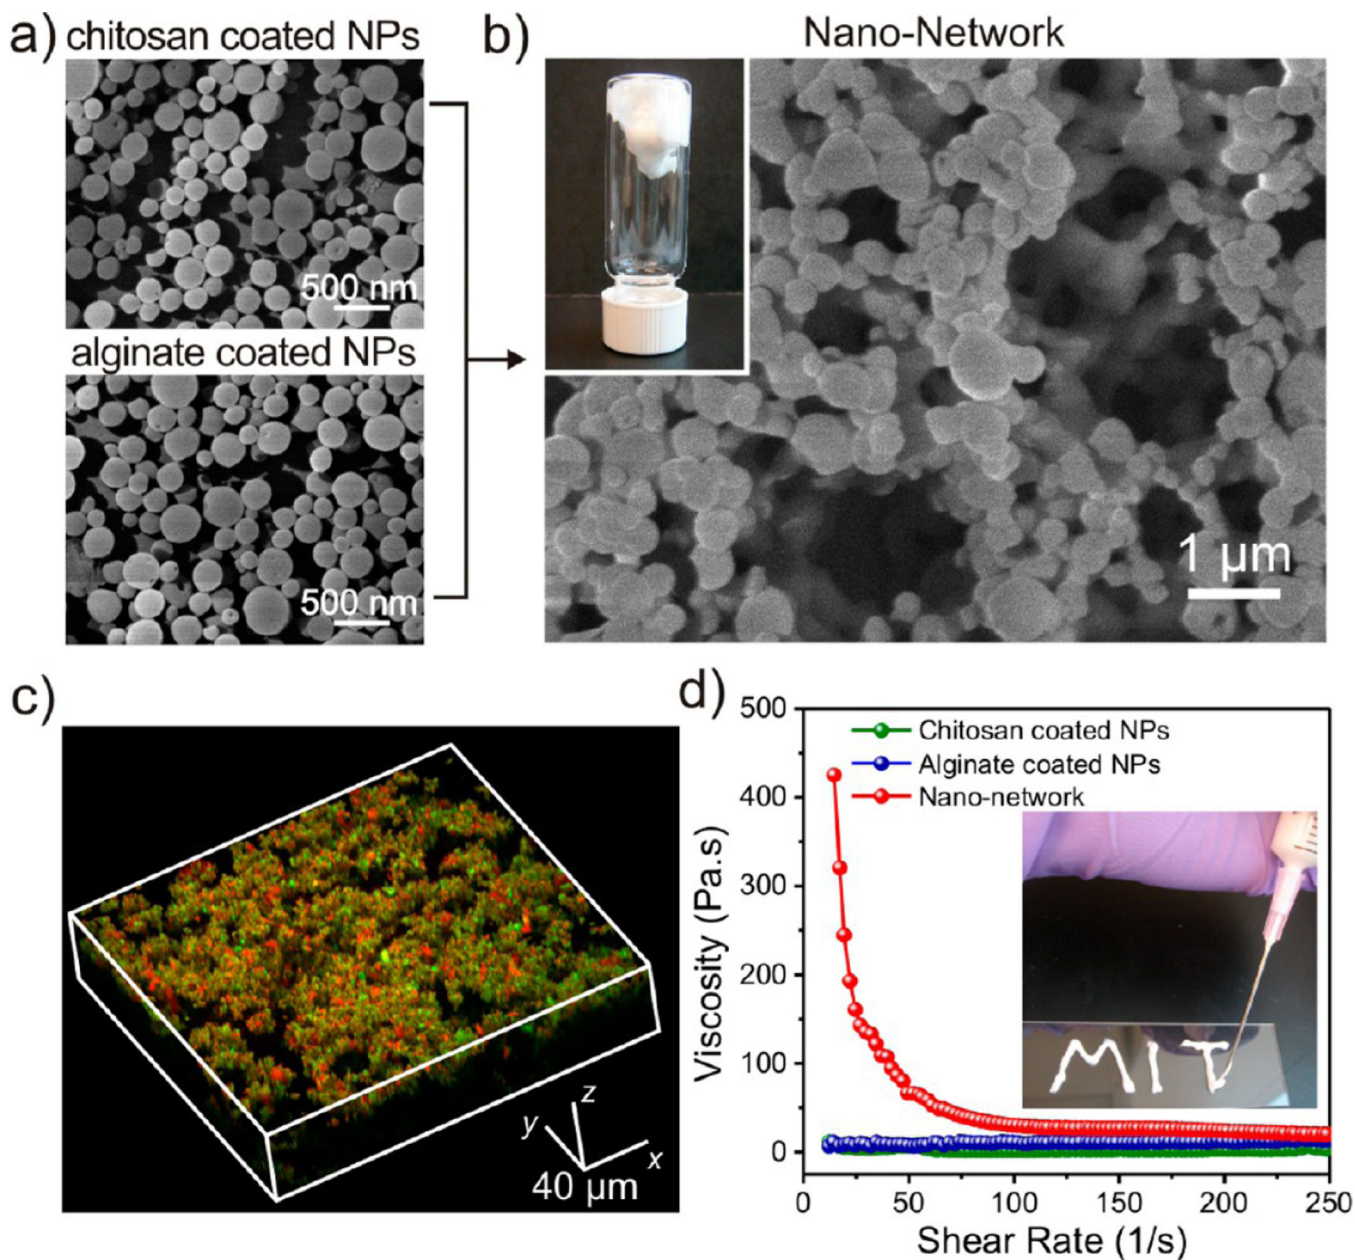 a) chitosan coated NPs
500 nm
alginate coated NPs
500 nm
b) Nano-Network
1 μm
c)
z
y
x
40 μm
d)
500
400
300
200
100
0
Viscosity (Pa.s)
Chitosan coated NPs
Alginate coated NPs
Nano-network
MIT
0 50 100 150 200 250
Shear Rate (1/s)